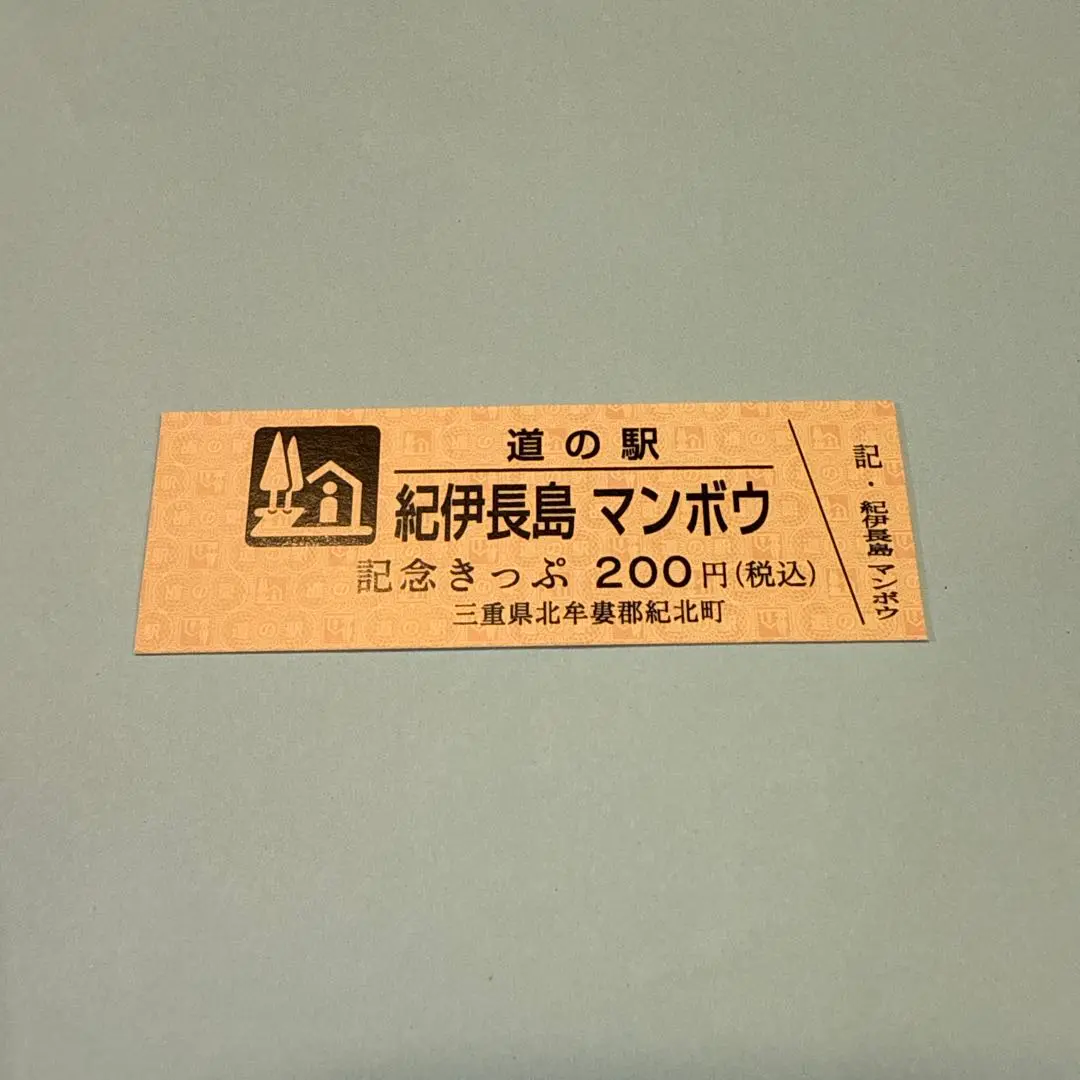 道の駅
紀伊長島 マンボウ
記念きっぷ 200円(税込)
三重県北牟婁郡紀北町
記・紀伊長島 マンボウ